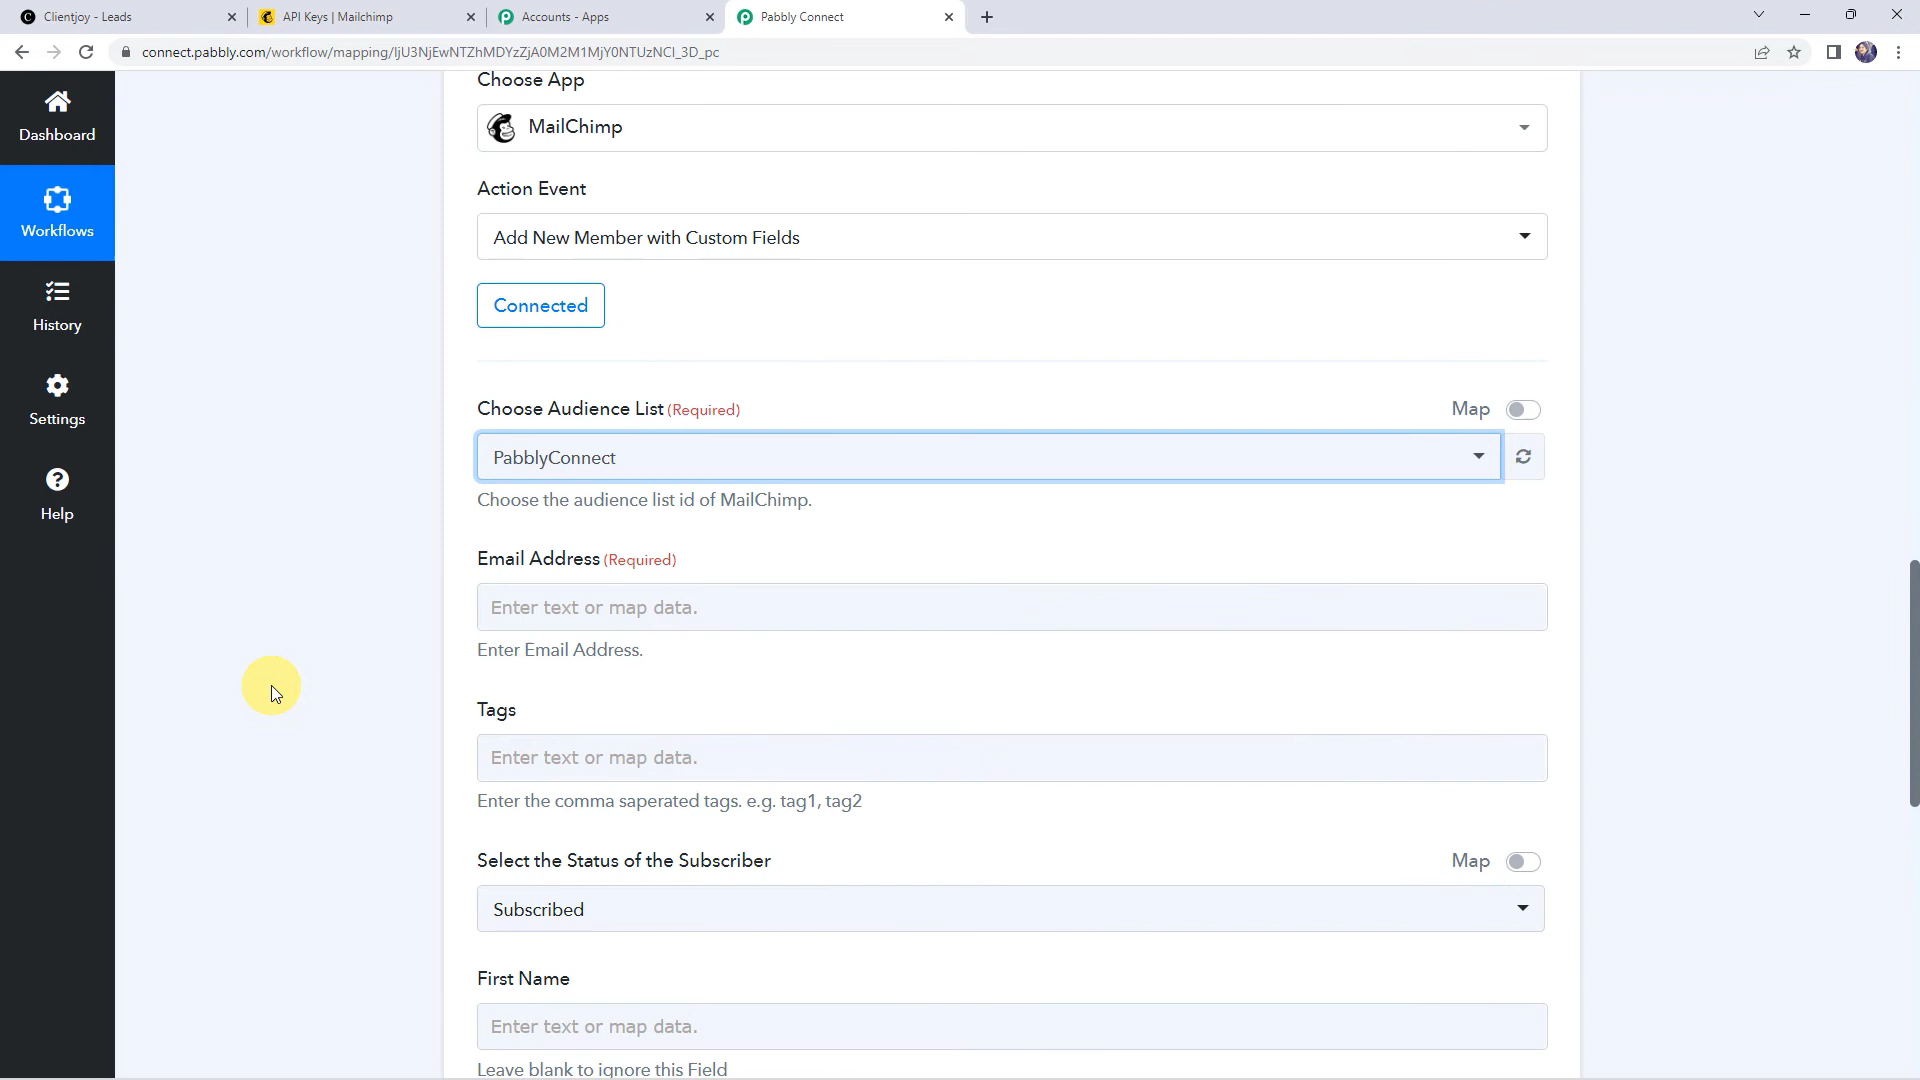 Clientjoy - Leads
API Keys | Mailchimp
Accounts - Apps
Pabbly Connect
connect.pabbly.com/workflow/mapping/IjU3NjEwNTZhMDYzZjA0M2M1MjY0NTUzNCI_3D_pc
Dashboard
Workflows
History
Settings
Help
Choose App
MailChimp
Action Event
Add New Member with Custom Fields
Connected
Choose Audience List (Required)
Map
PabblyConnect
Choose the audience list id of MailChimp.
Email Address (Required)
Enter text or map data.
Enter Email Address.
Tags
Enter text or map data.
Enter the comma saperated tags. e.g. tag1, tag2
Select the Status of the Subscriber
Map
Subscribed
First Name
Enter text or map data.
Leave blank to ignore this Field